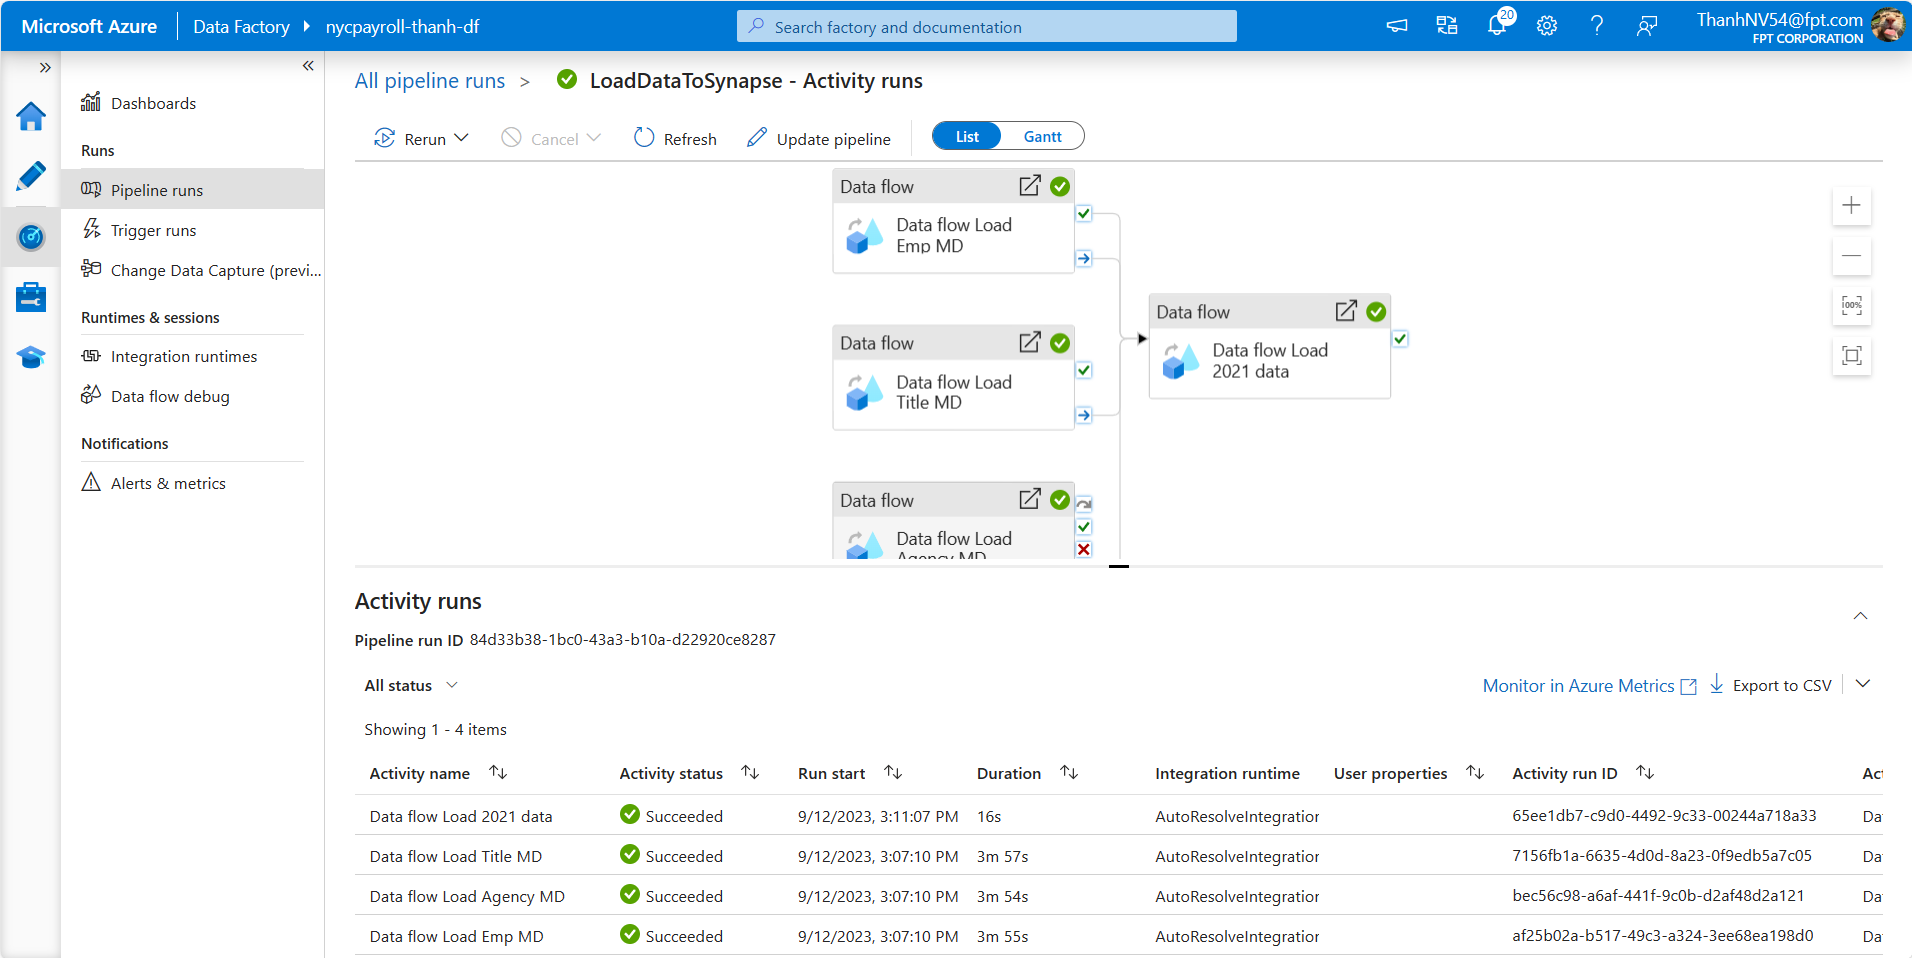 Microsoft Azure
Data Factory
nycpayroll-thanh-df
Search factory and documentation
20
ThanhNV54@fpt.com
FPT CORPORATION
Dashboards
Runs
Pipeline runs
Trigger runs
Change Data Capture (previ...
Runtimes & sessions
Integration runtimes
Data flow debug
Notifications
Alerts & metrics
All pipeline runs > LoadDataToSynapse - Activity runs
Rerun
Cancel
Refresh
Update pipeline
List
Gantt
Data flow
Data flow Load
Emp MD
Data flow
Data flow Load
Title MD
Data flow
Data flow Load
2021 data
Data flow
Data flow Load
Agency MD
100%
Activity runs
Pipeline run ID 84d33b38-1bc0-43a3-b10a-d22920ce8287
All status
Monitor in Azure Metrics
Export to CSV
Showing 1 - 4 items
Activity name Activity status Run start Duration Integration runtime User properties Activity run ID Act
Data flow Load 2021 data Succeeded 9/12/2023, 3:11:07 PM 16s AutoResolveIntegration 65ee1db7-c9d0-4492-9c33-00244a718a33 Da
Data flow Load Title MD Succeeded 9/12/2023, 3:07:10 PM 3m 57s AutoResolveIntegration 7156fb1a-6635-4d0d-8a23-0f9edb5a7c05 Da
Data flow Load Agency MD Succeeded 9/12/2023, 3:07:10 PM 3m 54s AutoResolveIntegration bec56c98-a6af-441f-9c0b-d2af48d2a121 Da
Data flow Load Emp MD Succeeded 9/12/2023, 3:07:10 PM 3m 55s AutoResolveIntegration af25b02a-b517-49c3-a324-3ee68ea198d0 Da